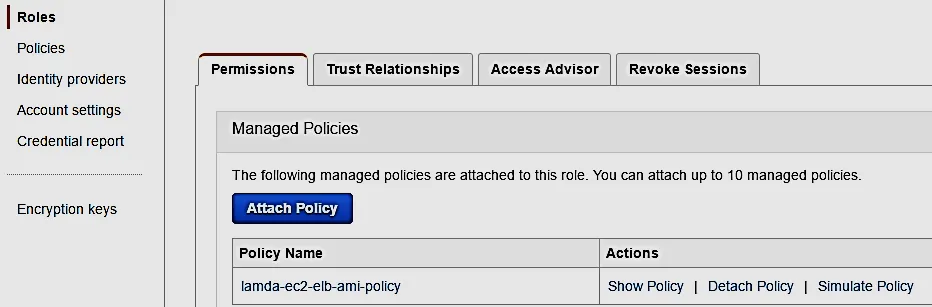 Roles
Policies
Identity providers
Account settings
Credential report
Encryption keys
Permissions Trust Relationships Access Advisor Revoke Sessions
Managed Policies
The following managed policies are attached to this role. You can attach up to 10 managed policies.
Attach Policy
Policy Name Actions
lamda-ec2-elb-ami-policy Show Policy | Detach Policy | Simulate Policy